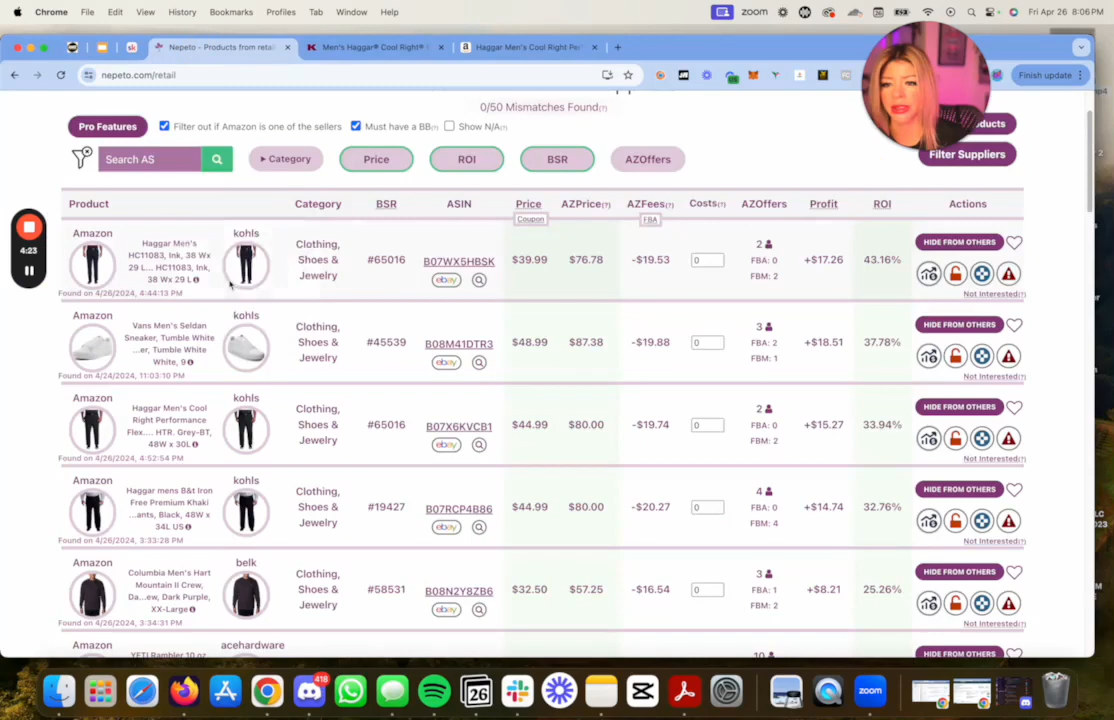 Chrome File Edit View History Bookmarks Profiles Tab Window Help
zoom 26 Fri Apr 26 8:06 PM
sk Nepeto - Products from retai × Men's Haggar® Cool Right® × a Haggar Men's Cool Right Per × +
nepeto.com/retail Finish update
0/50 Mismatches Found(?)
Pro Features Filter out if Amazon is one of the sellers Must have a BB(?) Show N/A(?)
Filter Suppliers
Search AS Category Price ROI BSR AZOffers
Product Category BSR ASIN Price AZPrice(?) AZFees(?) Costs(?) AZOffers Profit ROI Actions
Coupon FBA
Amazon kohls
Haggar Men's HC11083, Ink, 38 Wx 29 L... HC11083, Ink, 38 Wx 29 L
Clothing, Shoes & Jewelry #65016 B07WX5HBSK $39.99 $76.78 -$19.53 0 2 +$17.26 43.16% HIDE FROM OTHERS
ebay FBA: 0 FBM: 2
Found on 4/26/2024, 4:44:13 PM Not Interested(?)
Amazon kohls
Vans Men's Seldan Sneaker, Tumble White ...er, Tumble White White, 9
Clothing, Shoes & Jewelry #45539 B08M41DTR3 $48.99 $87.38 -$19.88 0 3 +$18.51 37.78% HIDE FROM OTHERS
ebay FBA: 2 FBM: 1
Found on 4/24/2024, 11:03:10 PM Not Interested(?)
Amazon kohls
Haggar Men's Cool Right Performance Flex.... HTR. Grey-BT, 48W x 30L
Clothing, Shoes & Jewelry #65016 B07X6KVCB1 $44.99 $80.00 -$19.74 0 2 +$15.27 33.94% HIDE FROM OTHERS
ebay FBA: 0 FBM: 2
Found on 4/26/2024, 4:52:54 PM Not Interested(?)
Amazon kohls
Haggar mens B&t Iron Free Premium Khaki ...ants, Black, 48W x 34L US
Clothing, Shoes & Jewelry #19427 B07RCP4B86 $44.99 $80.00 -$20.27 0 4 +$14.74 32.76% HIDE FROM OTHERS
ebay FBA: 0 FBM: 4
Found on 4/26/2024, 3:33:28 PM Not Interested(?)
Amazon belk
Columbia Men's Hart Mountain II Crew, Da...ew, Dark Purple, XX-Large
Clothing, Shoes & Jewelry #58531 B08N2Y8ZB6 $32.50 $57.25 -$16.54 0 3 +$8.21 25.26% HIDE FROM OTHERS
ebay FBA: 1 FBM: 2
Found on 4/26/2024, 3:34:31 PM Not Interested(?)
Amazon acehardware
YETI Rambler 10 oz 10 HIDE FROM OTHERS
4:23
418 26 zoom